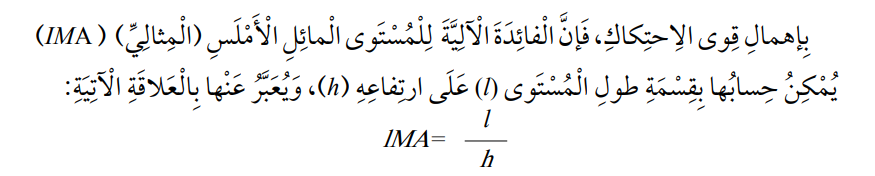 بِإهمالِ قِوى الِاحتِكاكِ، فَإنَّ الْفائِدَةَ الْآلِيَّةَ لِلْمُسْتَوى الْمائِلِ الْأَمْلَسِ (الْمِثالِيِّ) (IMA)
يُمْكِنُ حِسابُها بِقِسْمَةِ طولِ الْمُسْتَوى (l) عَلَى ارتِفاعِهِ (h)، وَيُعَبَّرُ عَنْها بِالْعَلاقَةِ الْآتِيَةِ:
IMA= l/h